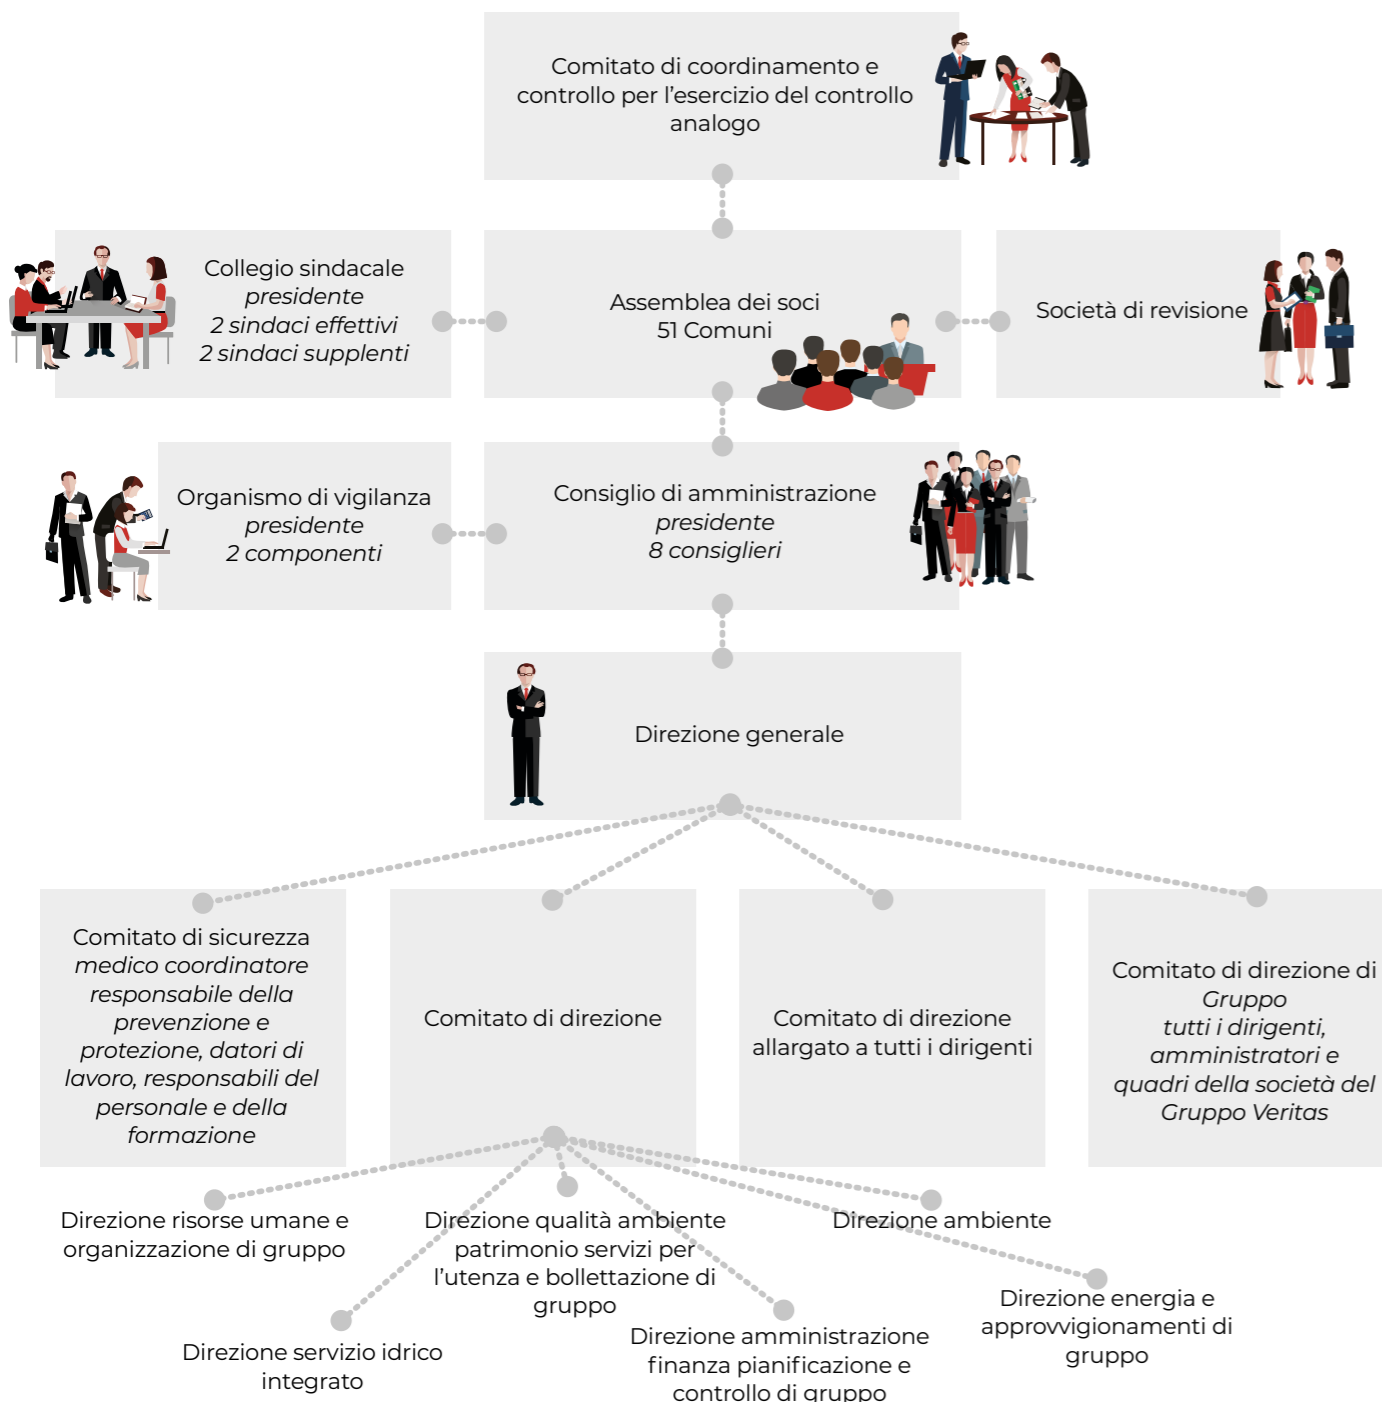 Comitato di coordinamento e
controllo per l’esercizio del controllo
analogo
Collegio sindacale
presidente
2 sindaci effettivi
2 sindaci supplenti
Assemblea dei soci
51 Comuni
Società di revisione
Organismo di vigilanza
presidente
2 componenti
Consiglio di amministrazione
presidente
8 consiglieri
Direzione generale
Comitato di sicurezza
medico coordinatore
responsabile della
prevenzione e
protezione, datori di
lavoro, responsabili del
personale e della
formazione
Comitato di direzione
Comitato di direzione
allargato a tutti i dirigenti
Comitato di direzione di
Gruppo
tutti i dirigenti,
amministratori e
quadri della società del
Gruppo Veritas
Direzione risorse umane e
organizzazione di gruppo
Direzione qualità ambiente
patrimonio servizi per
l’utenza e bollettazione di
gruppo
Direzione ambiente
Direzione servizio idrico
integrato
Direzione amministrazione
finanza pianificazione e
controllo di gruppo
Direzione energia e
approvvigionamenti di
gruppo